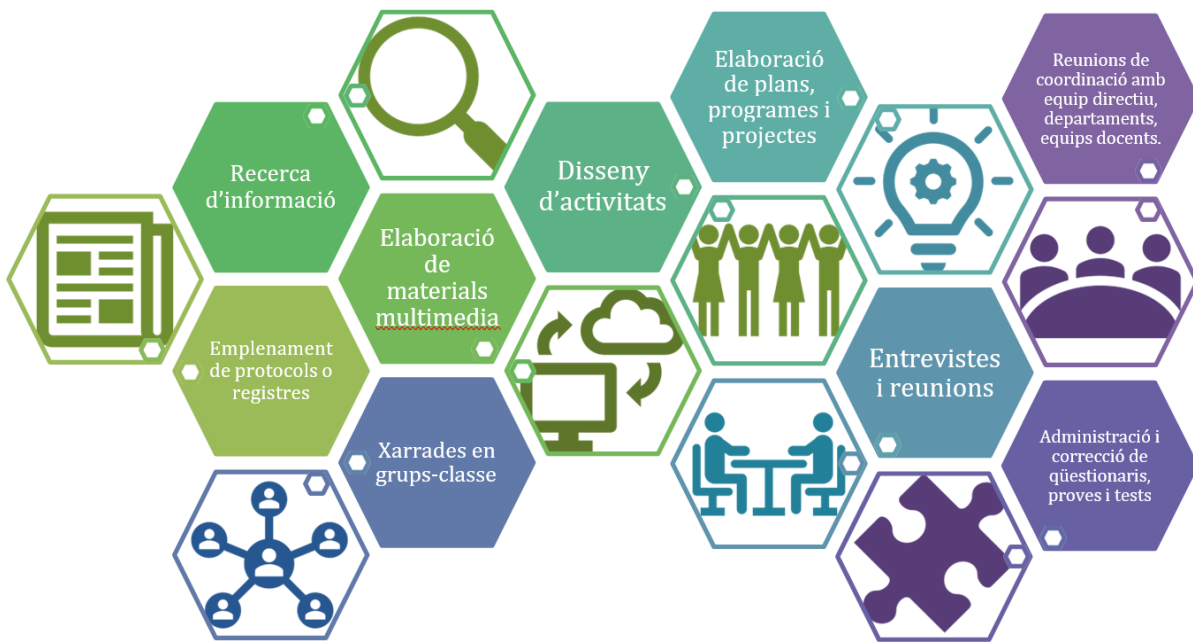 Recerca
d’informació
Elaboració
de
materials
multimedia
Emplenament
de protocols o
registres
Xarrades en
grups-classe
Disseny
d’activitats
Elaboració
de plans,
programes i
projectes
Entrevistes
i reunions
Reunions de
coordinació amb
equip directiu,
departaments,
equips docents.
Administració i
correcció de
qüestionaris,
proves i tests